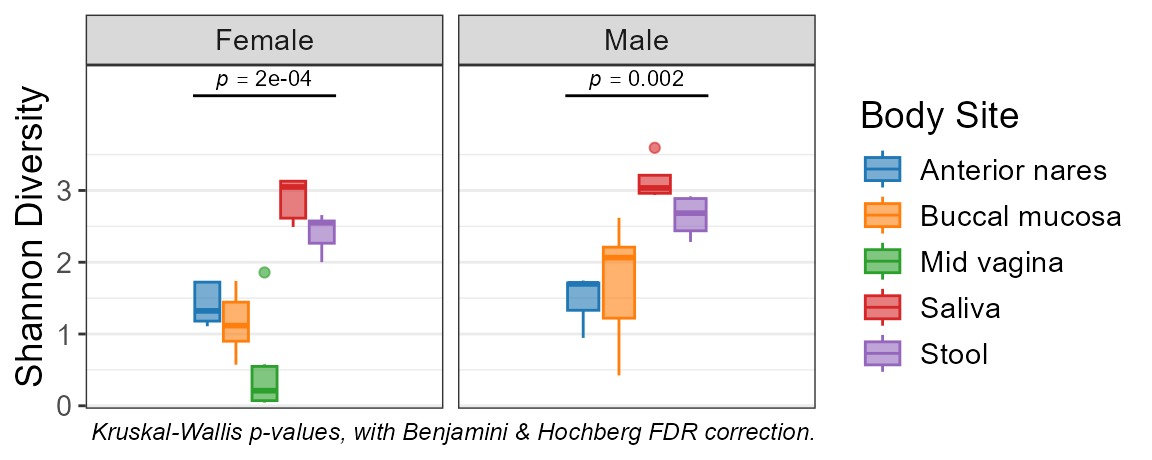 Female
Male
p = 2e-04
p = 0.002
Shannon Diversity
3
2
1
0
Body Site
Anterior nares
Buccal mucosa
Mid vagina
Saliva
Stool
Kruskal-Wallis p-values, with Benjamini & Hochberg FDR correction.